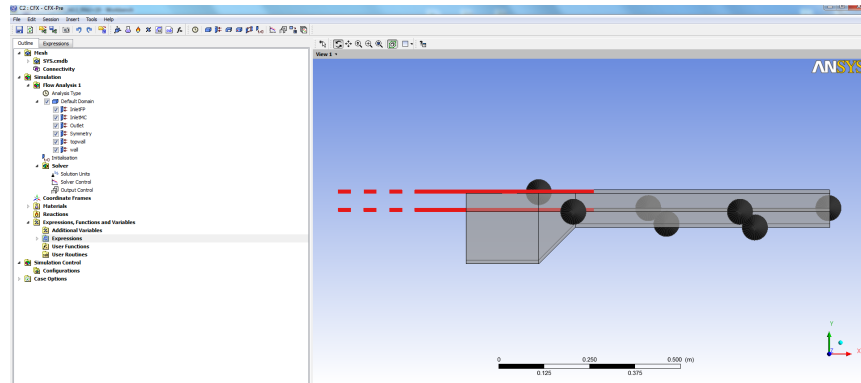 C2 : CFX - CFX-Pre
File Edit Session Insert Tools Help
Outline Expressions
View 1
Mesh
SYS.cmdb
Connectivity
Simulation
Flow Analysis 1
Analysis Type
Default Domain
InletFP
InletMC
Outlet
Symmetry
topwall
wall
Initialisation
Solver
Solution Units
Solver Control
Output Control
Coordinate Frames
Materials
Reactions
Expressions, Functions and Variables
Additional Variables
Expressions
User Functions
User Routines
Simulation Control
Configurations
Case Options
ANSYS
0 0.250 0.500 (m)
0.125 0.375
Y
Z X